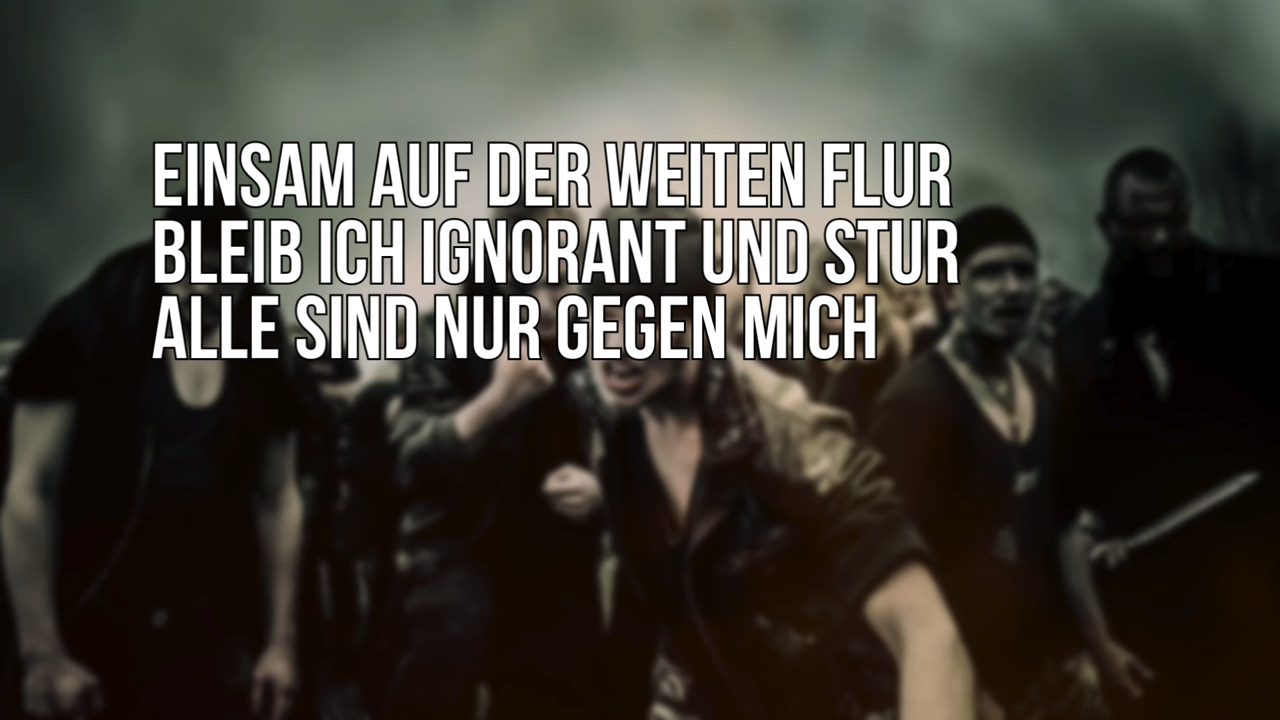 EINSAM AUF DER WEITEN FLUR
BLEIB ICH IGNORANT UND STUR
ALLE SIND NUR GEGEN MICH